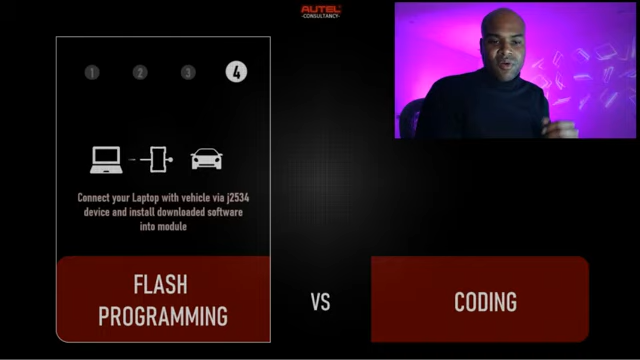 AUTEL
-CONSULTANCY-
1 2 3 4
Connect your Laptop with vehicle via j2534
device and install downloaded software
into module
FLASH
PROGRAMMING
VS
CODING